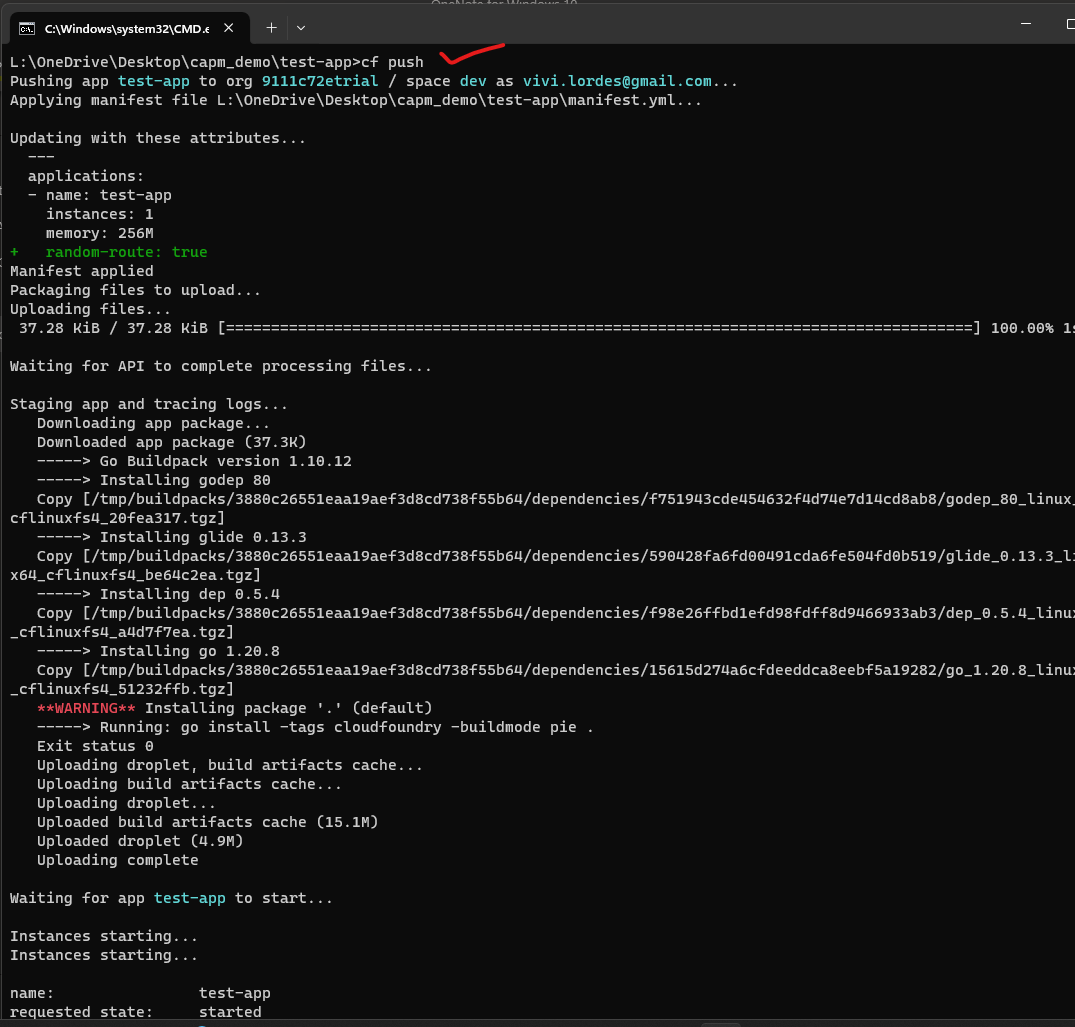 OneNote for Windows 10
C:\Windows\system32\CMD.e
L:\OneDrive\Desktop\capm_demo\test-app>cf push
Pushing app test-app to org 9111c72etrial / space dev as vivi.lordes@gmail.com...
Applying manifest file L:\OneDrive\Desktop\capm_demo\test-app\manifest.yml...
Updating with these attributes...
---
applications:
- name: test-app
instances: 1
memory: 256M
+ random-route: true
Manifest applied
Packaging files to upload...
Uploading files...
37.28 KiB / 37.28 KiB [===================================================================================] 100.00% 1s
Waiting for API to complete processing files...
Staging app and tracing logs...
Downloading app package...
Downloaded app package (37.3K)
-----> Go Buildpack version 1.10.12
-----> Installing godep 80
Copy [/tmp/buildpacks/3880c26551eaa19aef3d8cd738f55b64/dependencies/f751943cde454632f4d74e7d14cd8ab8/godep_80_linux_
cflinuxfs4_20fea317.tgz]
-----> Installing glide 0.13.3
Copy [/tmp/buildpacks/3880c26551eaa19aef3d8cd738f55b64/dependencies/590428fa6fd00491cda6fe504fd0b519/glide_0.13.3_li
x64_cflinuxfs4_be64c2ea.tgz]
-----> Installing dep 0.5.4
Copy [/tmp/buildpacks/3880c26551eaa19aef3d8cd738f55b64/dependencies/f98e26ffbd1efd98fdff8d9466933ab3/dep_0.5.4_linux
_cflinuxfs4_a4d7f7ea.tgz]
-----> Installing go 1.20.8
Copy [/tmp/buildpacks/3880c26551eaa19aef3d8cd738f55b64/dependencies/15615d274a6cfdeeddca8eebf5a19282/go_1.20.8_linux
_cflinuxfs4_51232ffb.tgz]
**WARNING** Installing package '.' (default)
-----> Running: go install -tags cloudfoundry -buildmode pie .
Exit status 0
Uploading droplet, build artifacts cache...
Uploading build artifacts cache...
Uploading droplet...
Uploaded build artifacts cache (15.1M)
Uploaded droplet (4.9M)
Uploading complete
Waiting for app test-app to start...
Instances starting...
Instances starting...
name: test-app
requested state: started